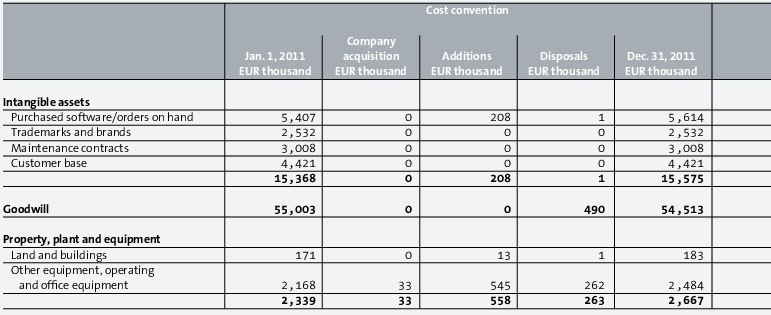 Cost convention
Company
Jan. 1, 2011 acquisition Additions Disposals Dec. 31, 2011
EUR thousand EUR thousand EUR thousand EUR thousand EUR thousand
Intangible assets
Purchased software/orders on hand 5,407 0 208 1 5,614
Trademarks and brands 2,532 0 0 0 2,532
Maintenance contracts 3,008 0 0 0 3,008
Customer base 4,421 0 0 0 4,421
15,368 0 208 1 15,575
Goodwill 55,003 0 0 490 54,513
Property, plant and equipment
Land and buildings 171 0 13 1 183
Other equipment, operating
and office equipment 2,168 33 545 262 2,484
2,339 33 558 263 2,667